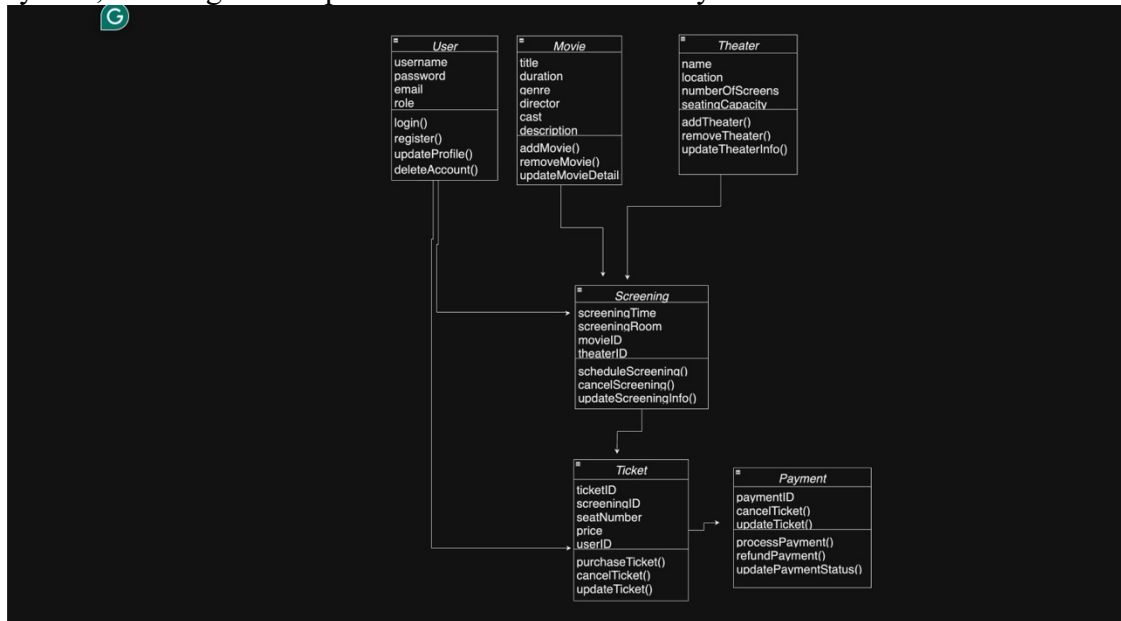 G
User
username
password
email
role
login()
register()
updateProfile()
deleteAccount()
Movie
title
duration
genre
director
cast
description
addMovie()
removeMovie()
updateMovieDetail
Theater
name
location
numberOfScreens
seatingCapacity
addTheater()
removeTheater()
updateTheaterInfo()
Screening
screeningTime
screeningRoom
movieID
theaterID
scheduleScreening()
cancelScreening()
updateScreeningInfo()
Ticket
ticketID
screeningID
seatNumber
price
userID
purchaseTicket()
cancelTicket()
updateTicket()
Payment
paymentID
cancelTicket()
updateTicket()
processPayment()
refundPayment()
updatePaymentStatus()